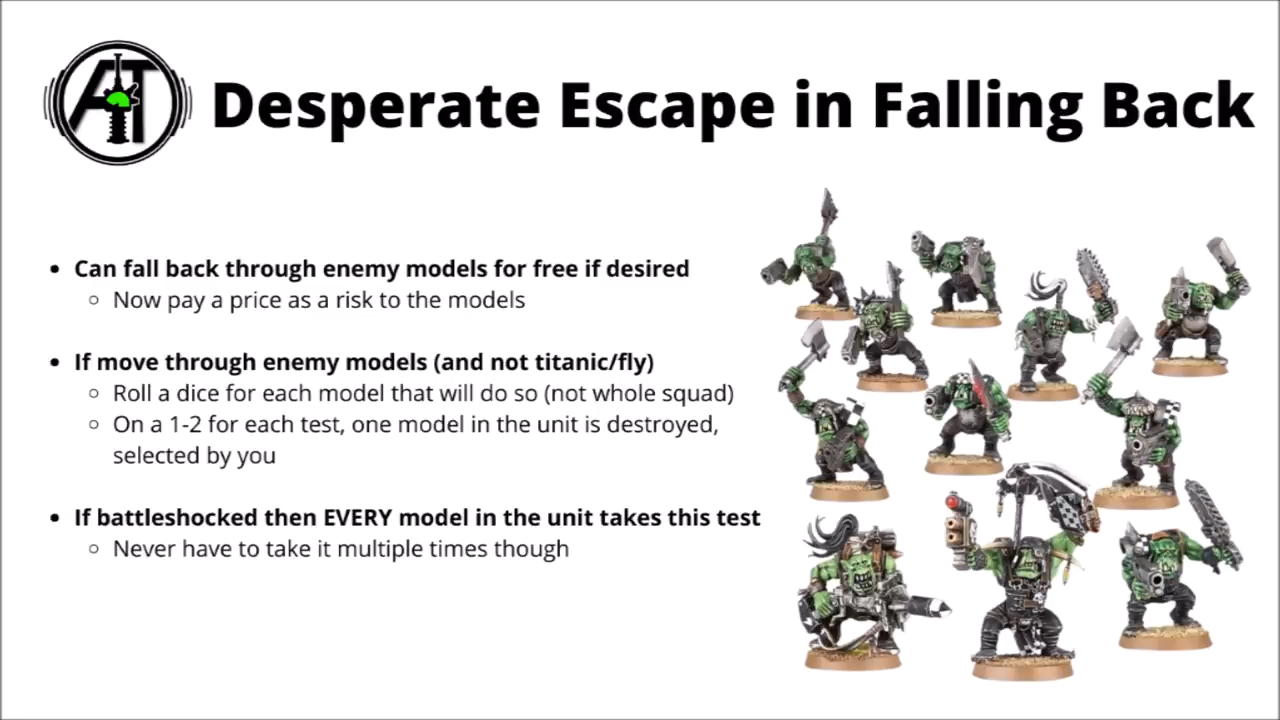 AT
Desperate Escape in Falling Back
• Can fall back through enemy models for free if desired
○ Now pay a price as a risk to the models
• If move through enemy models (and not titanic/fly)
○ Roll a dice for each model that will do so (not whole squad)
○ On a 1-2 for each test, one model in the unit is destroyed,
selected by you
• If battleshocked then EVERY model in the unit takes this test
○ Never have to take it multiple times though